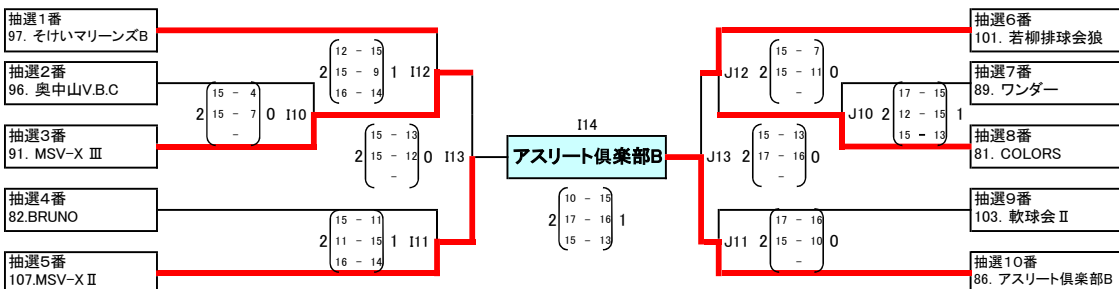 抽選1番
97. そけいマリーンズB
抽選2番
96. 奥中山V.B.C
抽選3番
91. MSV-X Ⅲ
抽選4番
82.BRUNO
抽選5番
107.MSV-X Ⅱ
12 - 15
2 15 - 9 1 I12
16 - 14
15 - 4
2 15 - 7 0 I10
-
15 - 13
2 15 - 12 0 I13
-
15 - 11
2 11 - 15 1 I11
16 - 14
I14
アスリート倶楽部B
10 - 15
2 17 - 16 1
15 - 13
15 - 7
J12 2 15 - 11 0
-
17 - 15
J10 2 12 - 15 1
15 - 13
15 - 13
J13 2 17 - 16 0
-
17 - 16
J11 2 15 - 10 0
-
抽選6番
101. 若柳排球会狼
抽選7番
89. ワンダー
抽選8番
81. COLORS
抽選9番
103. 軟球会Ⅱ
抽選10番
86. アスリート倶楽部B